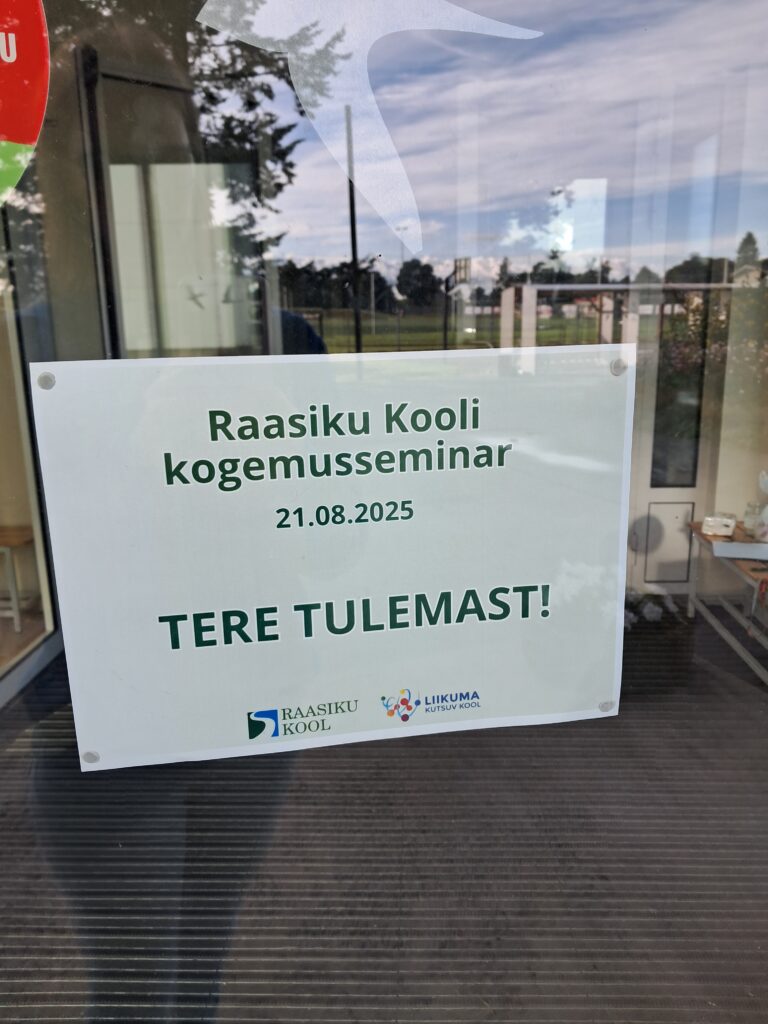 U
Raasiku Kooli
kogemusseminar
21.08.2025
TERE TULEMAST!
RAASIKU
KOOL
LIIKUMA
KUTSUV KOOL